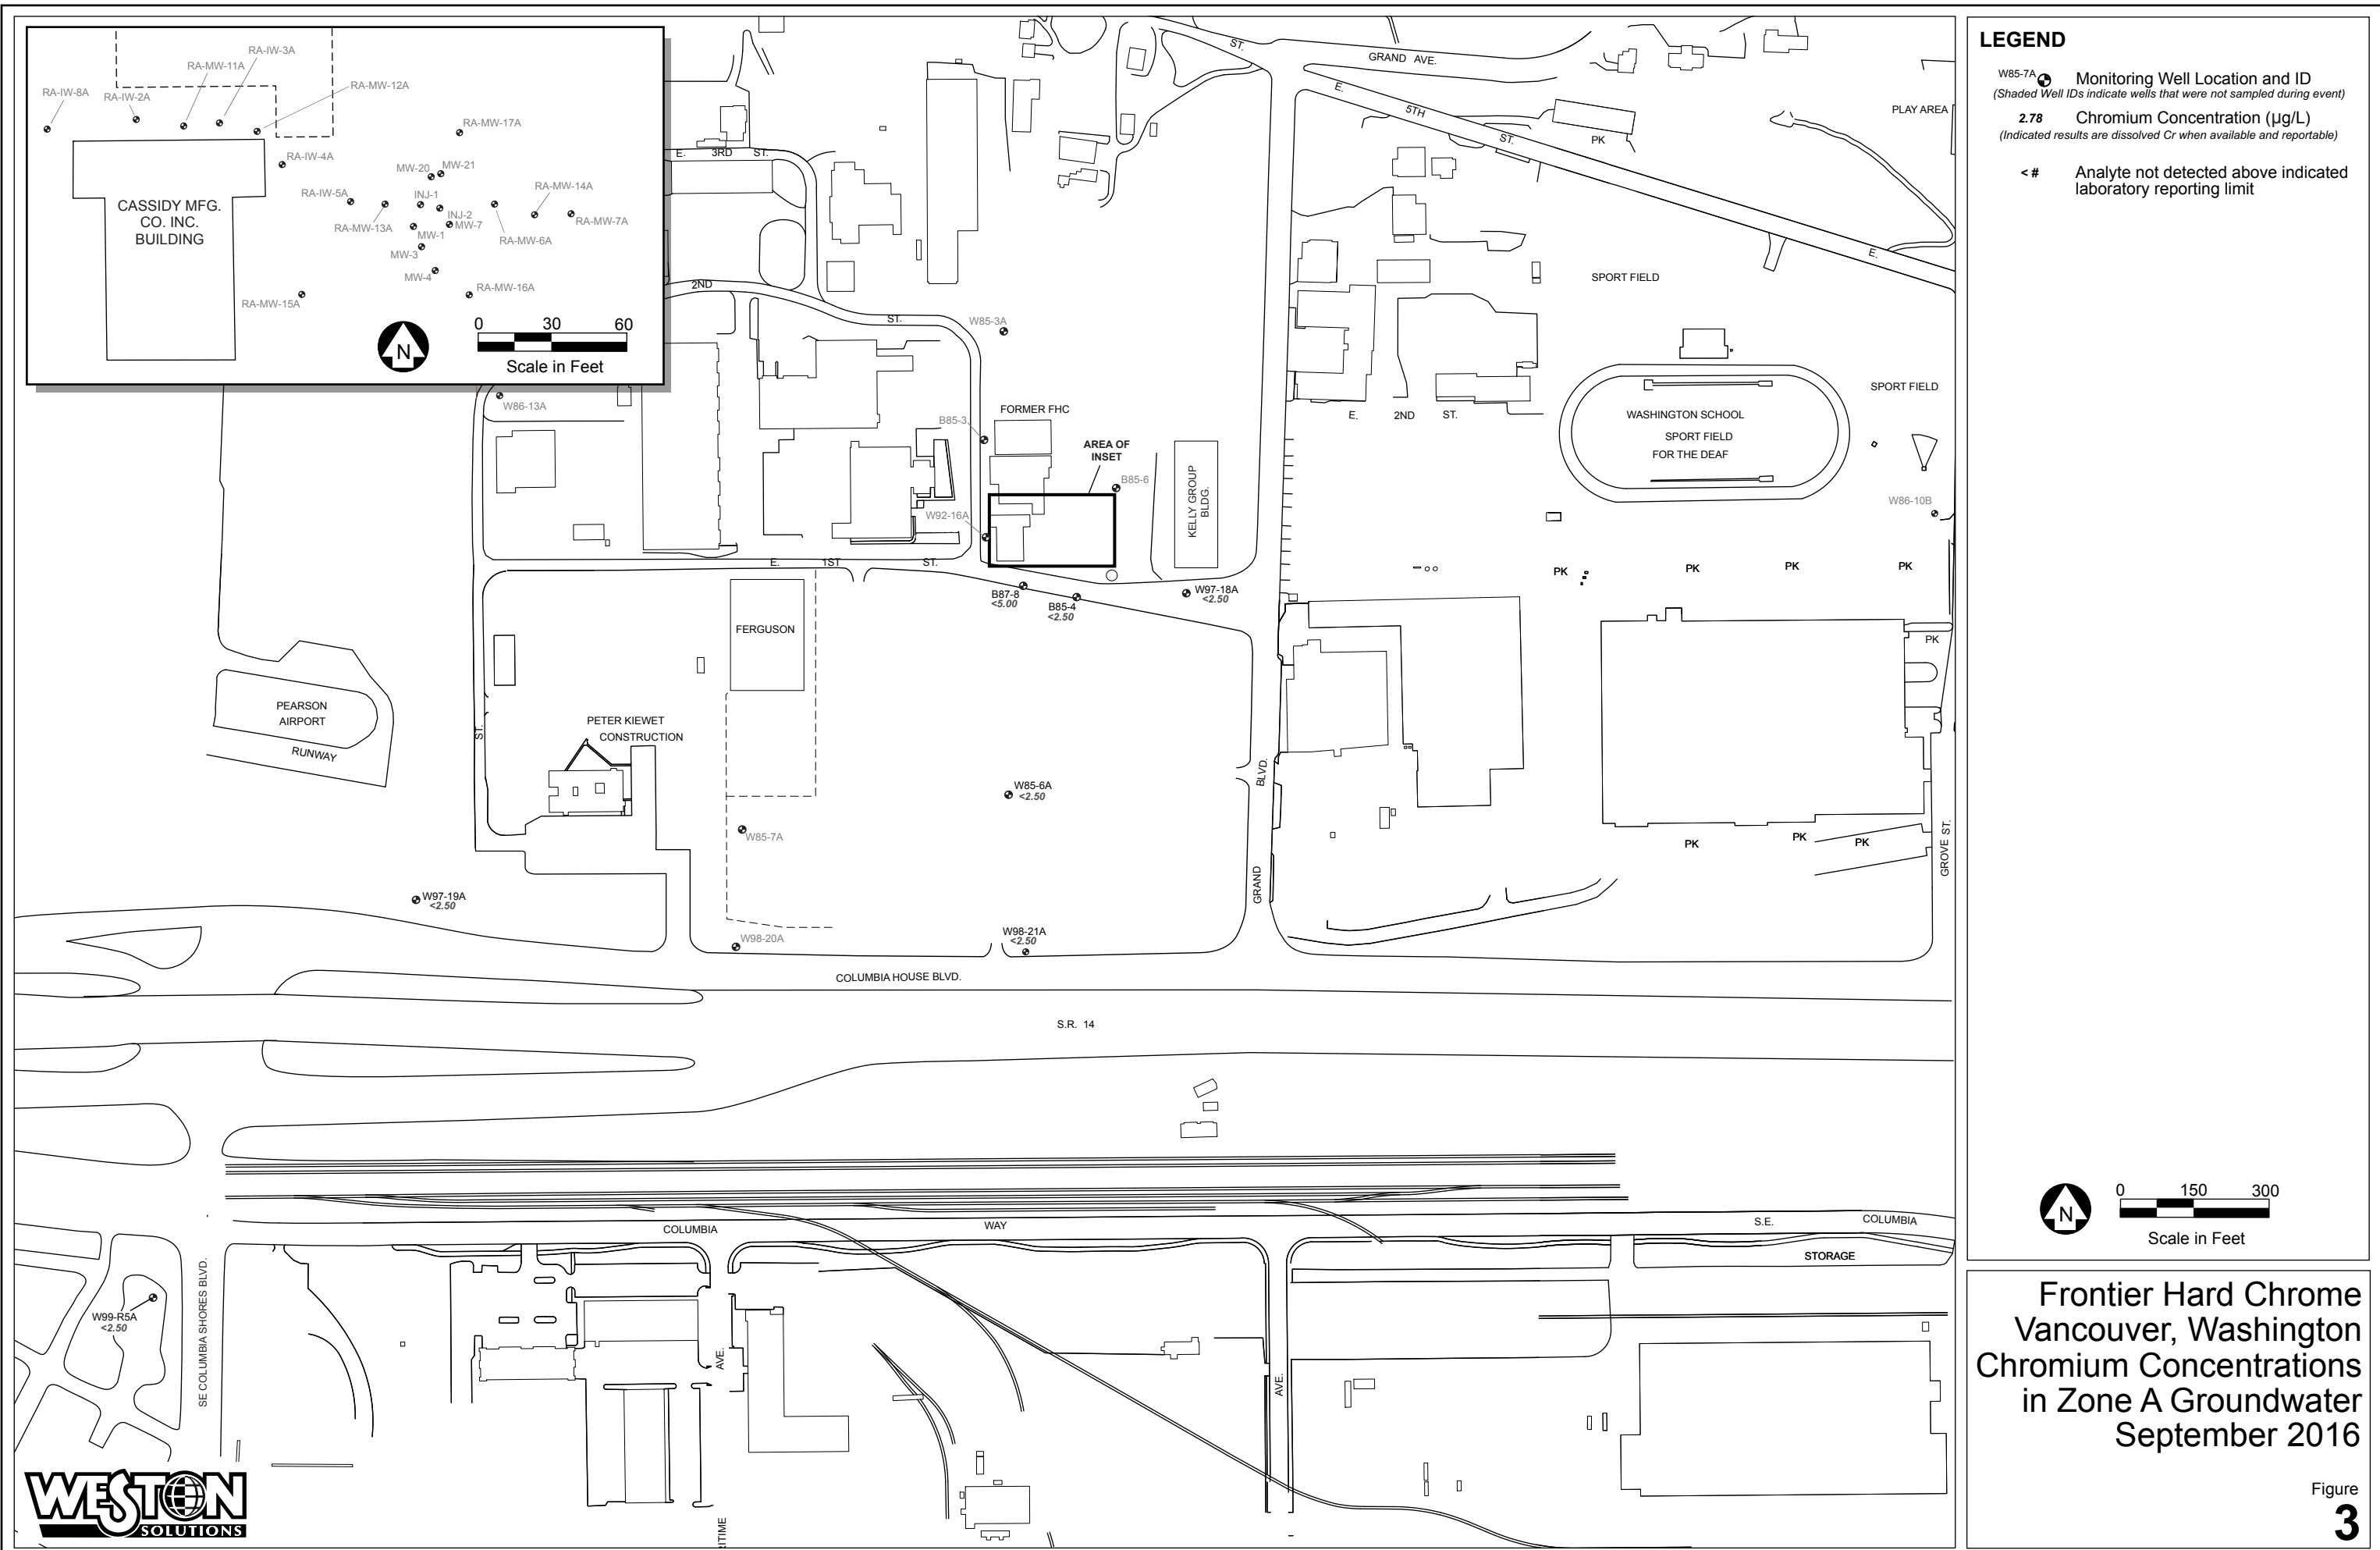 RA-IW-3A
RA-MW-11A
RA-MW-12A
RA-IW-8A
RA-IW-2A
RA-MW-17A
RA-IW-4A
MW-20
MW-21
RA-IW-5A
INJ-1
RA-MW-14A
CASSIDY MFG.
CO. INC.
BUILDING
INJ-2
MW-7
RA-MW-7A
RA-MW-13A
MW-1
RA-MW-6A
MW-3
MW-4
RA-MW-16A
RA-MW-15A
N
0 30 60
Scale in Feet
ST.
GRAND AVE.
E. 5TH ST. E.
PK
PLAY AREA
E. 3RD ST.
2ND ST.
SPORT FIELD
W85-3A
W86-13A
FORMER FHC
B85-3
AREA OF
INSET
B85-6
W92-16A
KELLY GROUP
BLDG.
E. 2ND ST.
SPORT FIELD
WASHINGTON SCHOOL
SPORT FIELD
FOR THE DEAF
W86-10B
E. 1ST ST.
PK
PK
PK
PK
B87-8
<5.00
B85-4
<2.50
W97-18A
<2.50
FERGUSON
PK
PEARSON
AIRPORT
RUNWAY
ST.
PETER KIEWET
CONSTRUCTION
W85-6A
<2.50
W85-7A
GRAND BLVD.
PK
PK
PK
GROVE ST.
W97-19A
<2.50
W98-20A
W98-21A
<2.50
COLUMBIA HOUSE BLVD.
S.R. 14
COLUMBIA WAY S.E. COLUMBIA
STORAGE
SE COLUMBIA SHORES BLVD.
W99-R5A
<2.50
AVE.
AVE.
RITIME
WESTON
SOLUTIONS
LEGEND
W85-7A Monitoring Well Location and ID
(Shaded Well IDs indicate wells that were not sampled during event)
2.78 Chromium Concentration (µg/L)
(Indicated results are dissolved Cr when available and reportable)
< # Analyte not detected above indicated
laboratory reporting limit
N
0 150 300
Scale in Feet
Frontier Hard Chrome
Vancouver, Washington
Chromium Concentrations
in Zone A Groundwater
September 2016
Figure
3